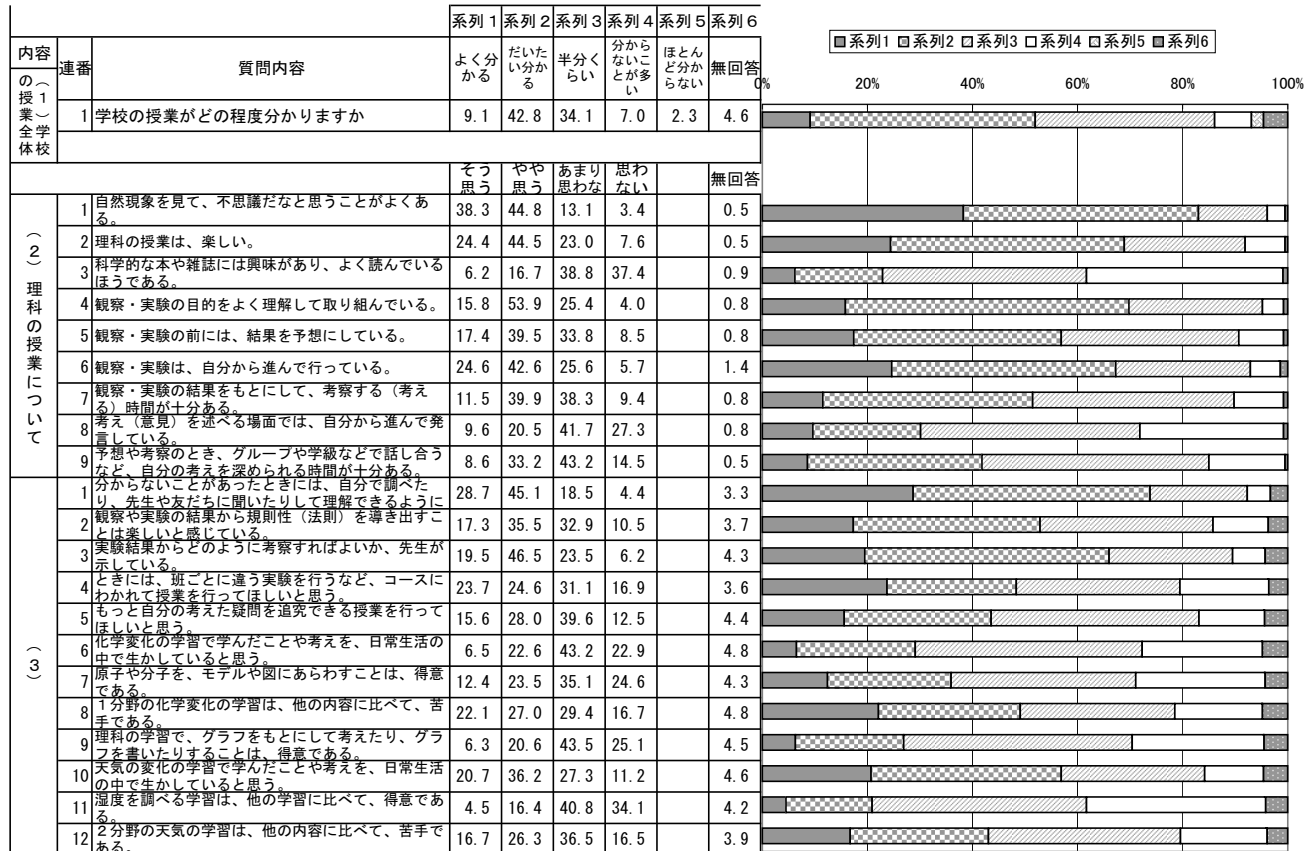 系列1 系列2 系列3 系列4 系列5 系列6
内容 連番 質問内容 よく分かる だいたい分かる 半分くらい 分からないことが多い ほとんど分からない 無回答
(1)学校の授業全体
1 学校の授業がどの程度分かりますか 9.1 42.8 34.1 7.0 2.3 4.6
そう思う やや思う あまり思わな 思わない 無回答
(2)理科の授業について
1 自然現象を見て、不思議だなと思うことがよくある。 38.3 44.8 13.1 3.4 0.5
2 理科の授業は、楽しい。 24.4 44.5 23.0 7.6 0.5
3 科学的な本や雑誌には興味があり、よく読んでいるほうである。 6.2 16.7 38.8 37.4 0.9
4 観察・実験の目的をよく理解して取り組んでいる。 15.8 53.9 25.4 4.0 0.8
5 観察・実験の前には、結果を予想にしている。 17.4 39.5 33.8 8.5 0.8
6 観察・実験は、自分から進んで行っている。 24.6 42.6 25.6 5.7 1.4
7 観察・実験の結果をもとにして、考察する(考える)時間が十分ある。 11.5 39.9 38.3 9.4 0.8
8 考え(意見)を述べる場面では、自分から進んで発言している。 9.6 20.5 41.7 27.3 0.8
9 予想や考察のとき、グループや学級などで話し合うなど、自分の考えを深められる時間が十分ある。 8.6 33.2 43.2 14.5 0.5
(3)
1 分からないことがあったときには、自分で調べたり、先生や友だちに聞いたりして理解できるように 28.7 45.1 18.5 4.4 3.3
2 観察や実験の結果から規則性(法則)を導き出すことは楽しいと感じている。 17.3 35.5 32.9 10.5 3.7
3 実験結果からどのように考察すればよいか、先生が示している。 19.5 46.5 23.5 6.2 4.3
4 ときには、班ごとに違う実験を行うなど、コースにわかれて授業を行ってほしいと思う。 23.7 24.6 31.1 16.9 3.6
5 もっと自分の考えた疑問を追究できる授業を行ってほしいと思う。 15.6 28.0 39.6 12.5 4.4
6 化学変化の学習で学んだことや考えを、日常生活の中で生かしていると思う。 6.5 22.6 43.2 22.9 4.8
7 原子や分子を、モデルや図にあらわすことは、得意である。 12.4 23.5 35.1 24.6 4.3
8 1分野の化学変化の学習は、他の内容に比べて、苦手である。 22.1 27.0 29.4 16.7 4.8
9 理科の学習で、グラフをもとにして考えたり、グラフを書いたりすることは、得意である。 6.3 20.6 43.5 25.1 4.5
10 天気の変化の学習で学んだことや考えを、日常生活の中で生かしていると思う。 20.7 36.2 27.3 11.2 4.6
11 湿度を調べる学習は、他の学習に比べて、得意である。 4.5 16.4 40.8 34.1 4.2
12 2分野の天気の学習は、他の内容に比べて、苦手である。 16.7 26.3 36.5 16.5 3.9
系列1 系列2 系列3 系列4 系列5 系列6
0% 20% 40% 60% 80% 100%